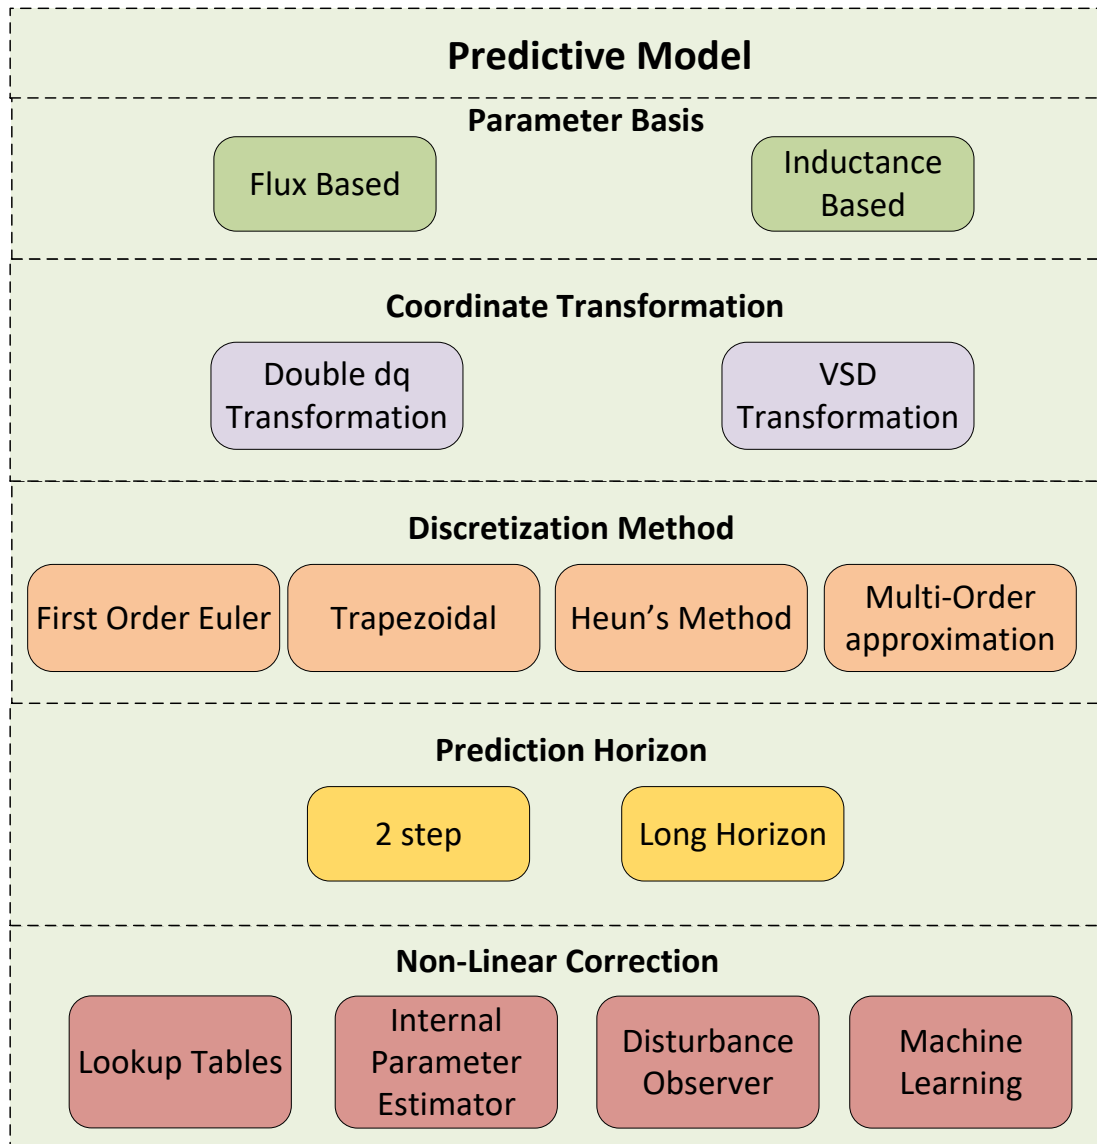 Predictive Model
Parameter Basis
Flux Based
Inductance
Based
Coordinate Transformation
Double dq
Transformation
VSD
Transformation
Discretization Method
First Order Euler
Trapezoidal
Heun's Method
Multi-Order
approximation
Prediction Horizon
2 step
Long Horizon
Non-Linear Correction
Lookup Tables
Internal
Parameter
Estimator
Disturbance
Observer
Machine
Learning